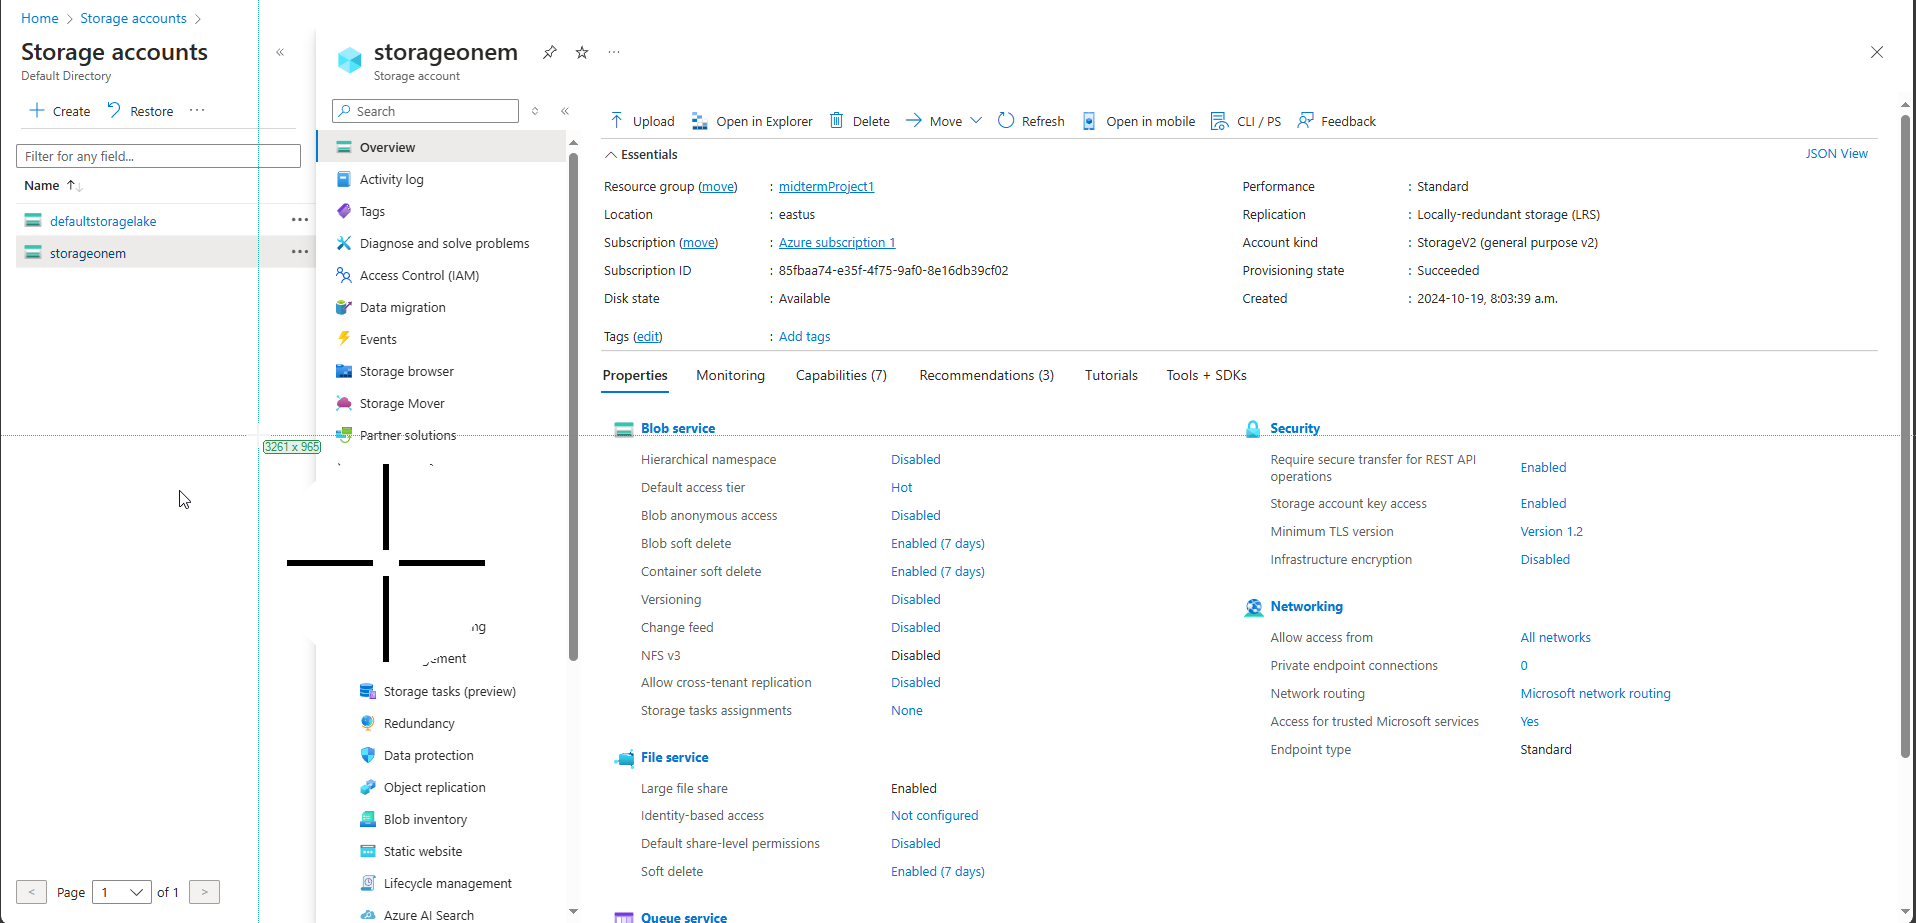 Home > Storage accounts >
Storage accounts
Default Directory
Create
Restore
Filter for any field...
Name
defaultstoragelake
storageonem
Page 1 of 1
3261 x 965
storageonem
Storage account
Search
Overview
Activity log
Tags
Diagnose and solve problems
Access Control (IAM)
Data migration
Events
Storage browser
Storage Mover
Partner solutions
Storage tasks (preview)
Redundancy
Data protection
Object replication
Blob inventory
Static website
Lifecycle management
Azure AI Search
Upload
Open in Explorer
Delete
Move
Refresh
Open in mobile
CLI / PS
Feedback
Essentials
JSON View
Resource group (move) : midtermProject1
Location : eastus
Subscription (move) : Azure subscription 1
Subscription ID : 85fbaa74-e35f-4f75-9af0-8e16db39cf02
Disk state : Available
Tags (edit) : Add tags
Performance : Standard
Replication : Locally-redundant storage (LRS)
Account kind : StorageV2 (general purpose v2)
Provisioning state : Succeeded
Created : 2024-10-19, 8:03:39 a.m.
Properties
Monitoring
Capabilities (7)
Recommendations (3)
Tutorials
Tools + SDKs
Blob service
Hierarchical namespace Disabled
Default access tier Hot
Blob anonymous access Disabled
Blob soft delete Enabled (7 days)
Container soft delete Enabled (7 days)
Versioning Disabled
Change feed Disabled
NFS v3 Disabled
Allow cross-tenant replication Disabled
Storage tasks assignments None
File service
Large file share Enabled
Identity-based access Not configured
Default share-level permissions Disabled
Soft delete Enabled (7 days)
Queue service
Security
Require secure transfer for REST API
operations Enabled
Storage account key access Enabled
Minimum TLS version Version 1.2
Infrastructure encryption Disabled
Networking
Allow access from All networks
Private endpoint connections 0
Network routing Microsoft network routing
Access for trusted Microsoft services Yes
Endpoint type Standard